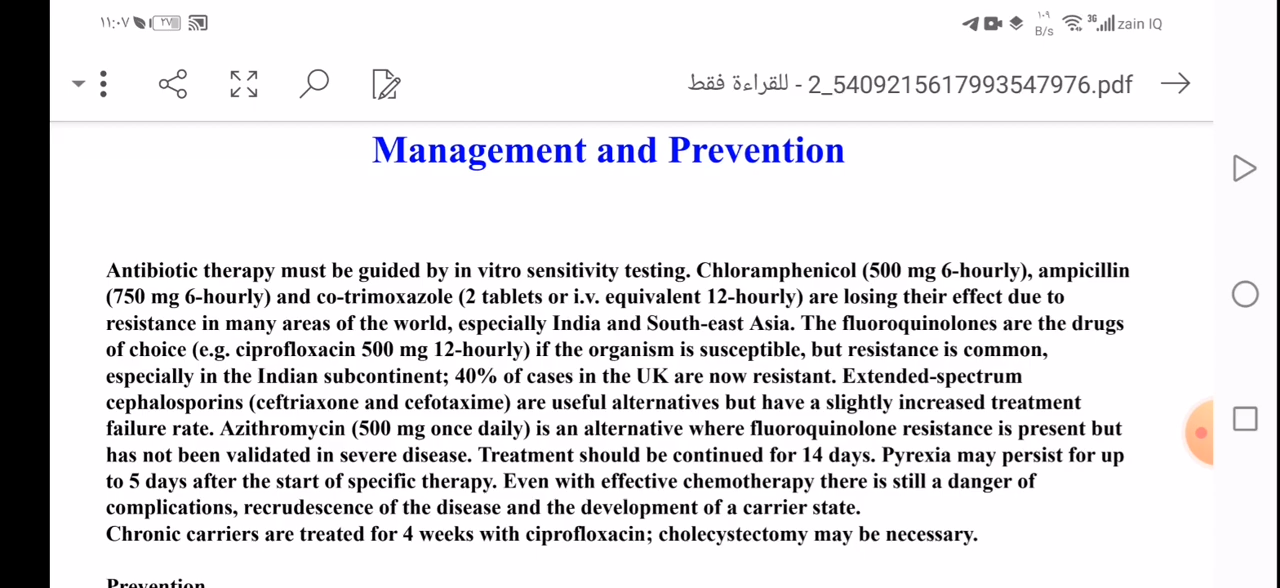 ١١:٠٧ ٢٧
١٠٩ B/s 3G zain IQ
2_5409215617993547976.pdf - للقراءة فقط
Management and Prevention
Antibiotic therapy must be guided by in vitro sensitivity testing. Chloramphenicol (500 mg 6-hourly), ampicillin
(750 mg 6-hourly) and co-trimoxazole (2 tablets or i.v. equivalent 12-hourly) are losing their effect due to
resistance in many areas of the world, especially India and South-east Asia. The fluoroquinolones are the drugs
of choice (e.g. ciprofloxacin 500 mg 12-hourly) if the organism is susceptible, but resistance is common,
especially in the Indian subcontinent; 40% of cases in the UK are now resistant. Extended-spectrum
cephalosporins (ceftriaxone and cefotaxime) are useful alternatives but have a slightly increased treatment
failure rate. Azithromycin (500 mg once daily) is an alternative where fluoroquinolone resistance is present but
has not been validated in severe disease. Treatment should be continued for 14 days. Pyrexia may persist for up
to 5 days after the start of specific therapy. Even with effective chemotherapy there is still a danger of
complications, recrudescence of the disease and the development of a carrier state.
Chronic carriers are treated for 4 weeks with ciprofloxacin; cholecystectomy may be necessary.
Prevention